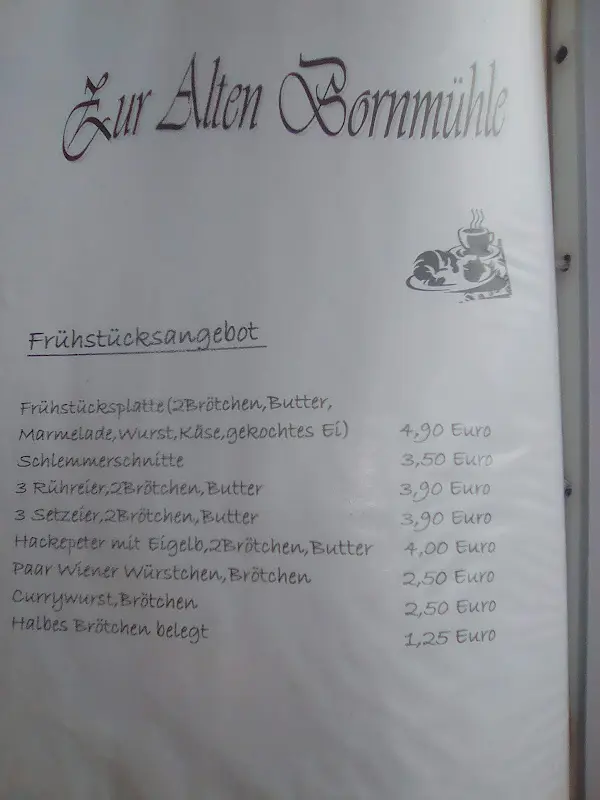 Zur Alten Bornmühle
Frühstücksangebot
Frühstücksplatte(2Brötchen,Butter,
Marmelade,Wurst,Käse,gekochtes Ei) 4,90 Euro
Schlemmerschnitte 3,50 Euro
3 Rühreier,2Brötchen,Butter 3,90 Euro
3 Setzeier,2Brötchen,Butter 3,90 Euro
Hackepeter mit Eigelb,2Brötchen,Butter 4,00 Euro
Paar Wiener Würstchen,Brötchen 2,50 Euro
Currywurst,Brötchen 2,50 Euro
Halbes Brötchen belegt 1,25 Euro